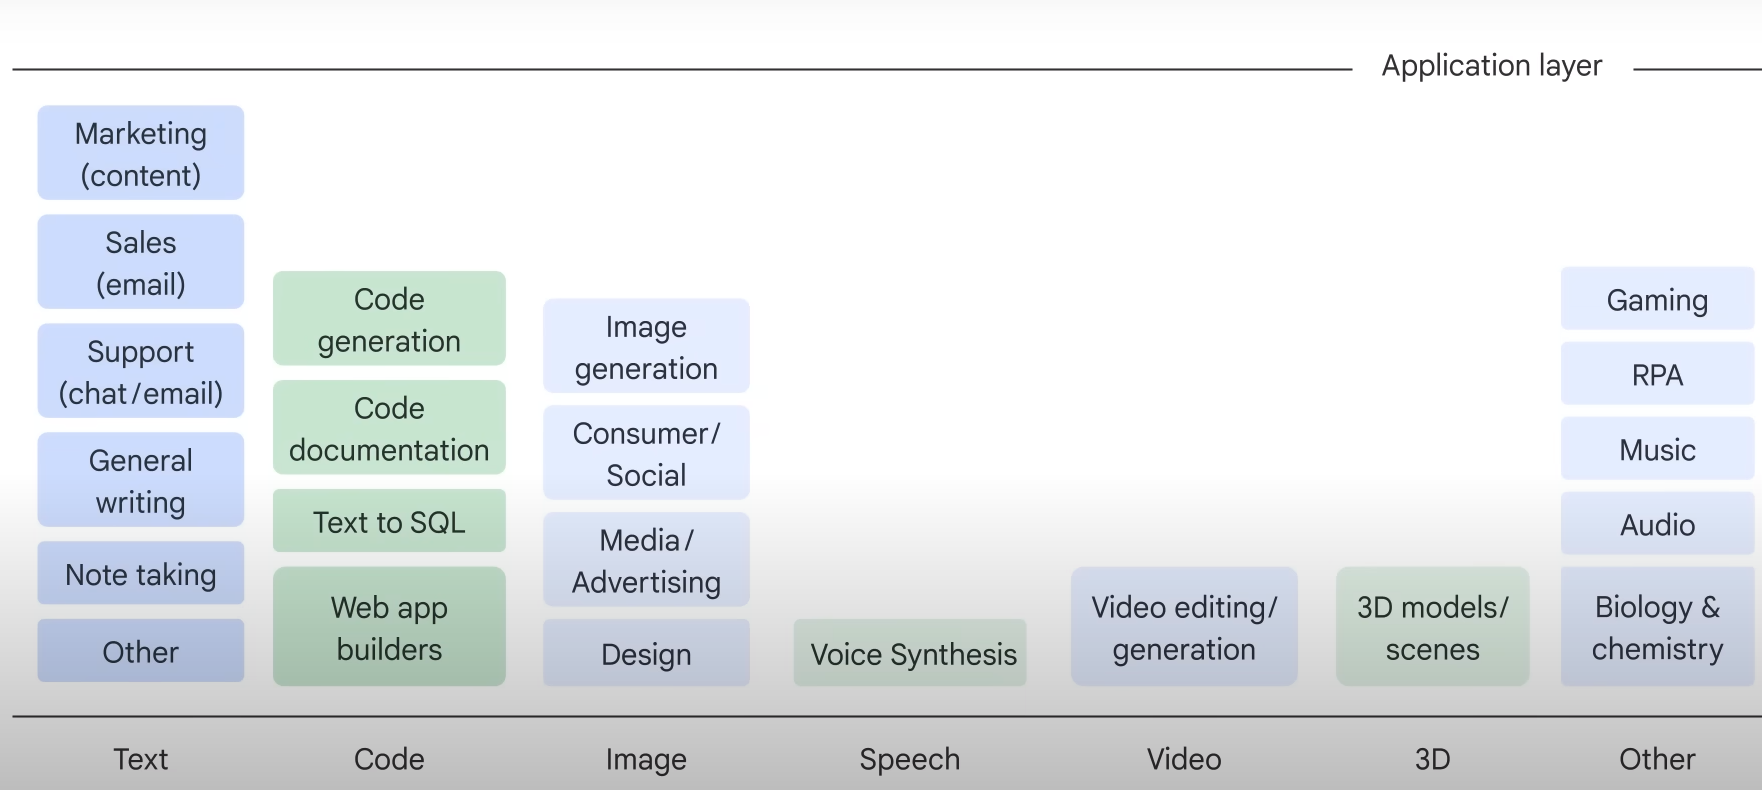 Application layer
Marketing
(content)
Sales
(email)
Support
(chat/email)
General
writing
Note taking
Other
Code
generation
Code
documentation
Text to SQL
Web app
builders
Image
generation
Consumer/
Social
Media/
Advertising
Design
Voice Synthesis
Video editing/
generation
3D models/
scenes
Gaming
RPA
Music
Audio
Biology &
chemistry
Text
Code
Image
Speech
Video
3D
Other